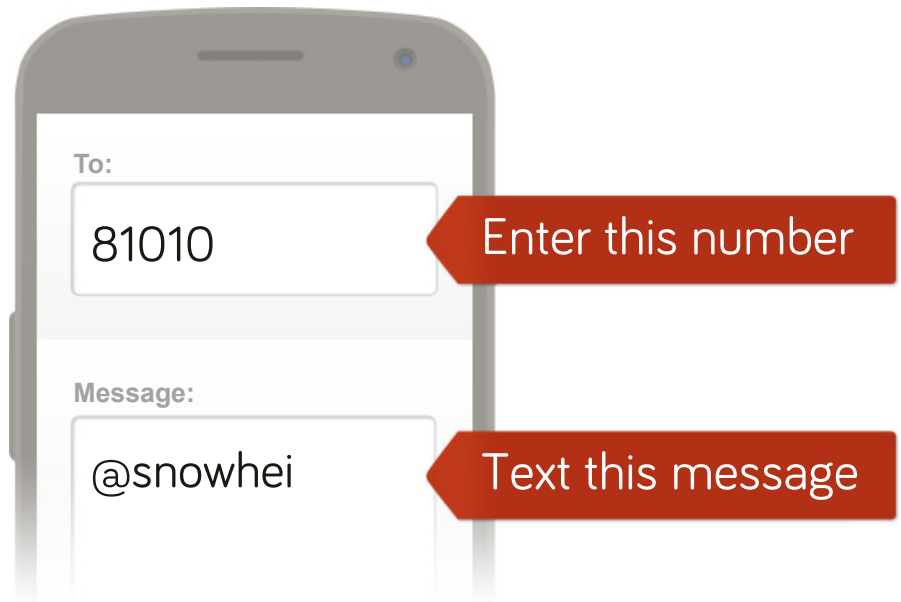 To:
81010
Enter this number
Message:
@snowhei
Text this message